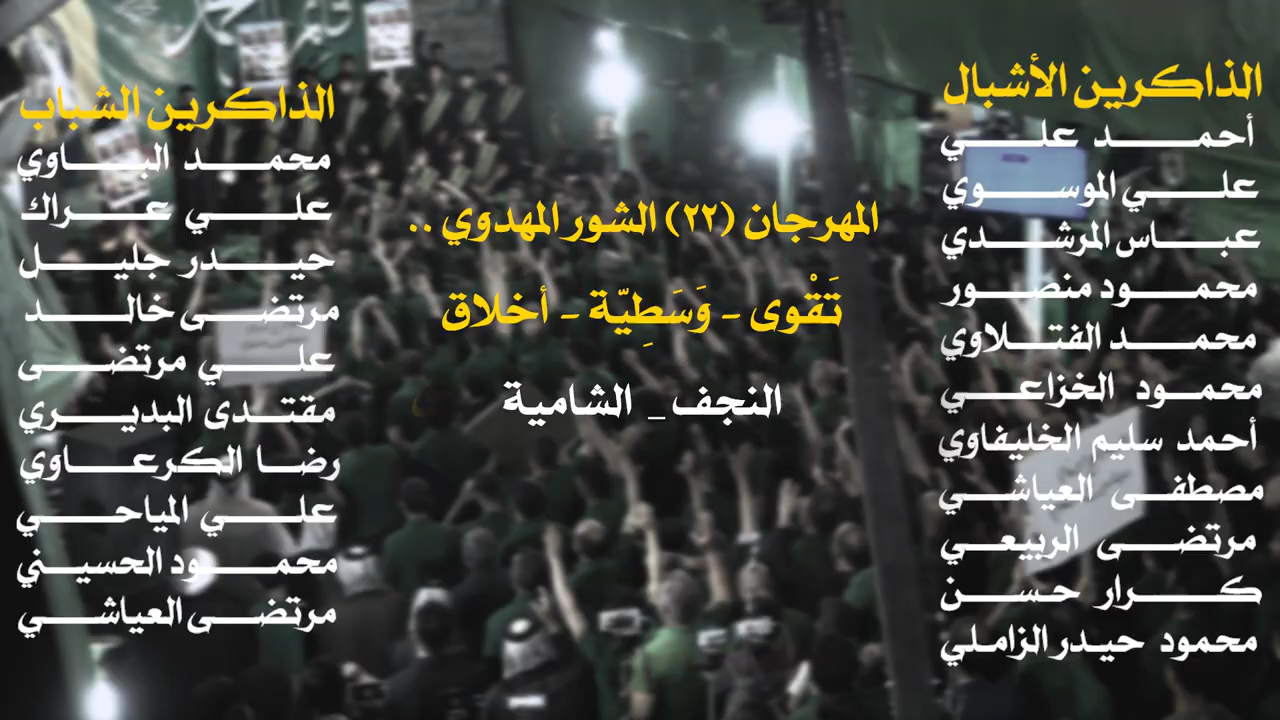 الذاكرين الأشبال
أحمد علي
علي الموسوي
عباس المرشدي
محمود منصور
محمد الفتلاوي
محمود الخزاعي
أحمد سليم الخليفاوي
مصطفى العياشي
مرتضى الربيعي
كرار حسن
محمود حيدر الزاملي
المهرجان (٢٢) الشور المهدوي ..
تَقْوى - وَسَطِيّة - أخلاق
النجف_ الشامية
الذاكرين الشباب
محمد الباوي
علي عراك
حيدر جليل
مرتضى خالد
علي مرتضى
مقتدى البديري
رضا الكرعاوي
علي المياحي
محمود الحسيني
مرتضى العياشي